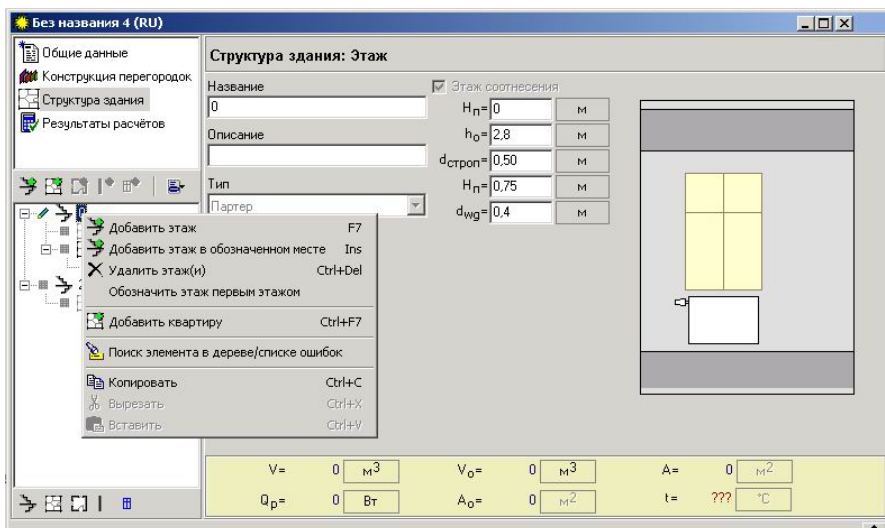 Без названия 4 (RU)
Общие данные
Конструкция перегородок
Структура здания
Результаты расчётов
Структура здания: Этаж
Название
0
Описание
Тип
Партер
Этаж соотнесения
Hп= 0 м
hо= 2,8 м
dстроп= 0,50 м
Hп= 0,75 м
dwg= 0,4 м
Добавить этаж F7
Добавить этаж в обозначенном месте Ins
Удалить этаж(и) Ctrl+Del
Обозначить этаж первым этажом
Добавить квартиру Ctrl+F7
Поиск элемента в дереве/списке ошибок
Копировать Ctrl+C
Вырезать Ctrl+X
Вставить Ctrl+V
V= 0 м3 Vо= 0 м3 A= 0 м2
Qр= 0 Вт Aо= 0 м2 t= ??? °C